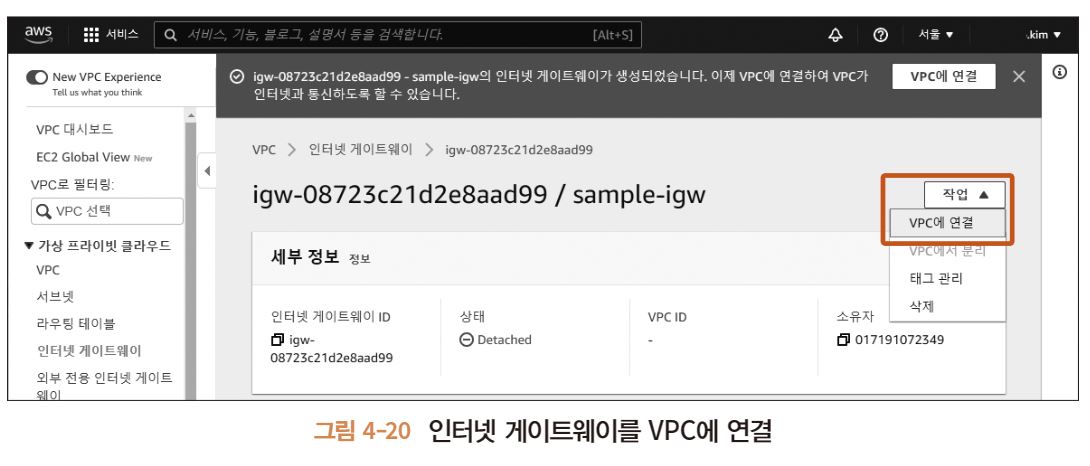 aws 서비스 서비스, 기능, 블로그, 설명서 등을 검색합니다. [Alt+S] 서울 ▼ .kim ▼
New VPC Experience
Tell us what you think
igw-08723c21d2e8aad99 - sample-igw의 인터넷 게이트웨이가 생성되었습니다. 이제 VPC에 연결하여 VPC가
인터넷과 통신하도록 할 수 있습니다.
VPC에 연결
VPC 대시보드
EC2 Global View New
VPC로 필터링:
VPC 선택
▼ 가상 프라이빗 클라우드
VPC
서브넷
라우팅 테이블
인터넷 게이트웨이
외부 전용 인터넷 게이트
웨이
VPC > 인터넷 게이트웨이 > igw-08723c21d2e8aad99
igw-08723c21d2e8aad99 / sample-igw
작업 ▲
VPC에 연결
VPC에서 분리
태그 관리
삭제
세부 정보 정보
인터넷 게이트웨이 ID
igw-
08723c21d2e8aad99
상태
Detached
VPC ID
-
소유자
017191072349
그림 4-20 인터넷 게이트웨이를 VPC에 연결